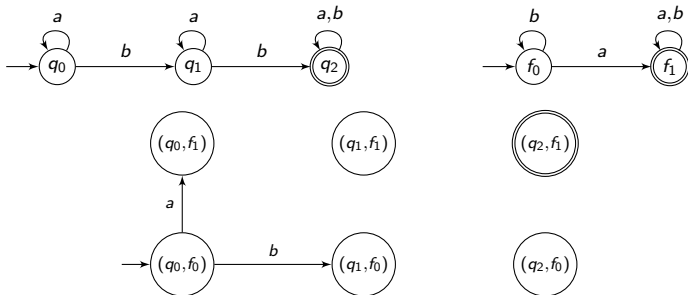 a a a,b b a,b
q0 b q1 b q2 f0 a f1
(q0,f1) (q1,f1) (q2,f1)
a
b
(q0,f0) (q1,f0) (q2,f0)